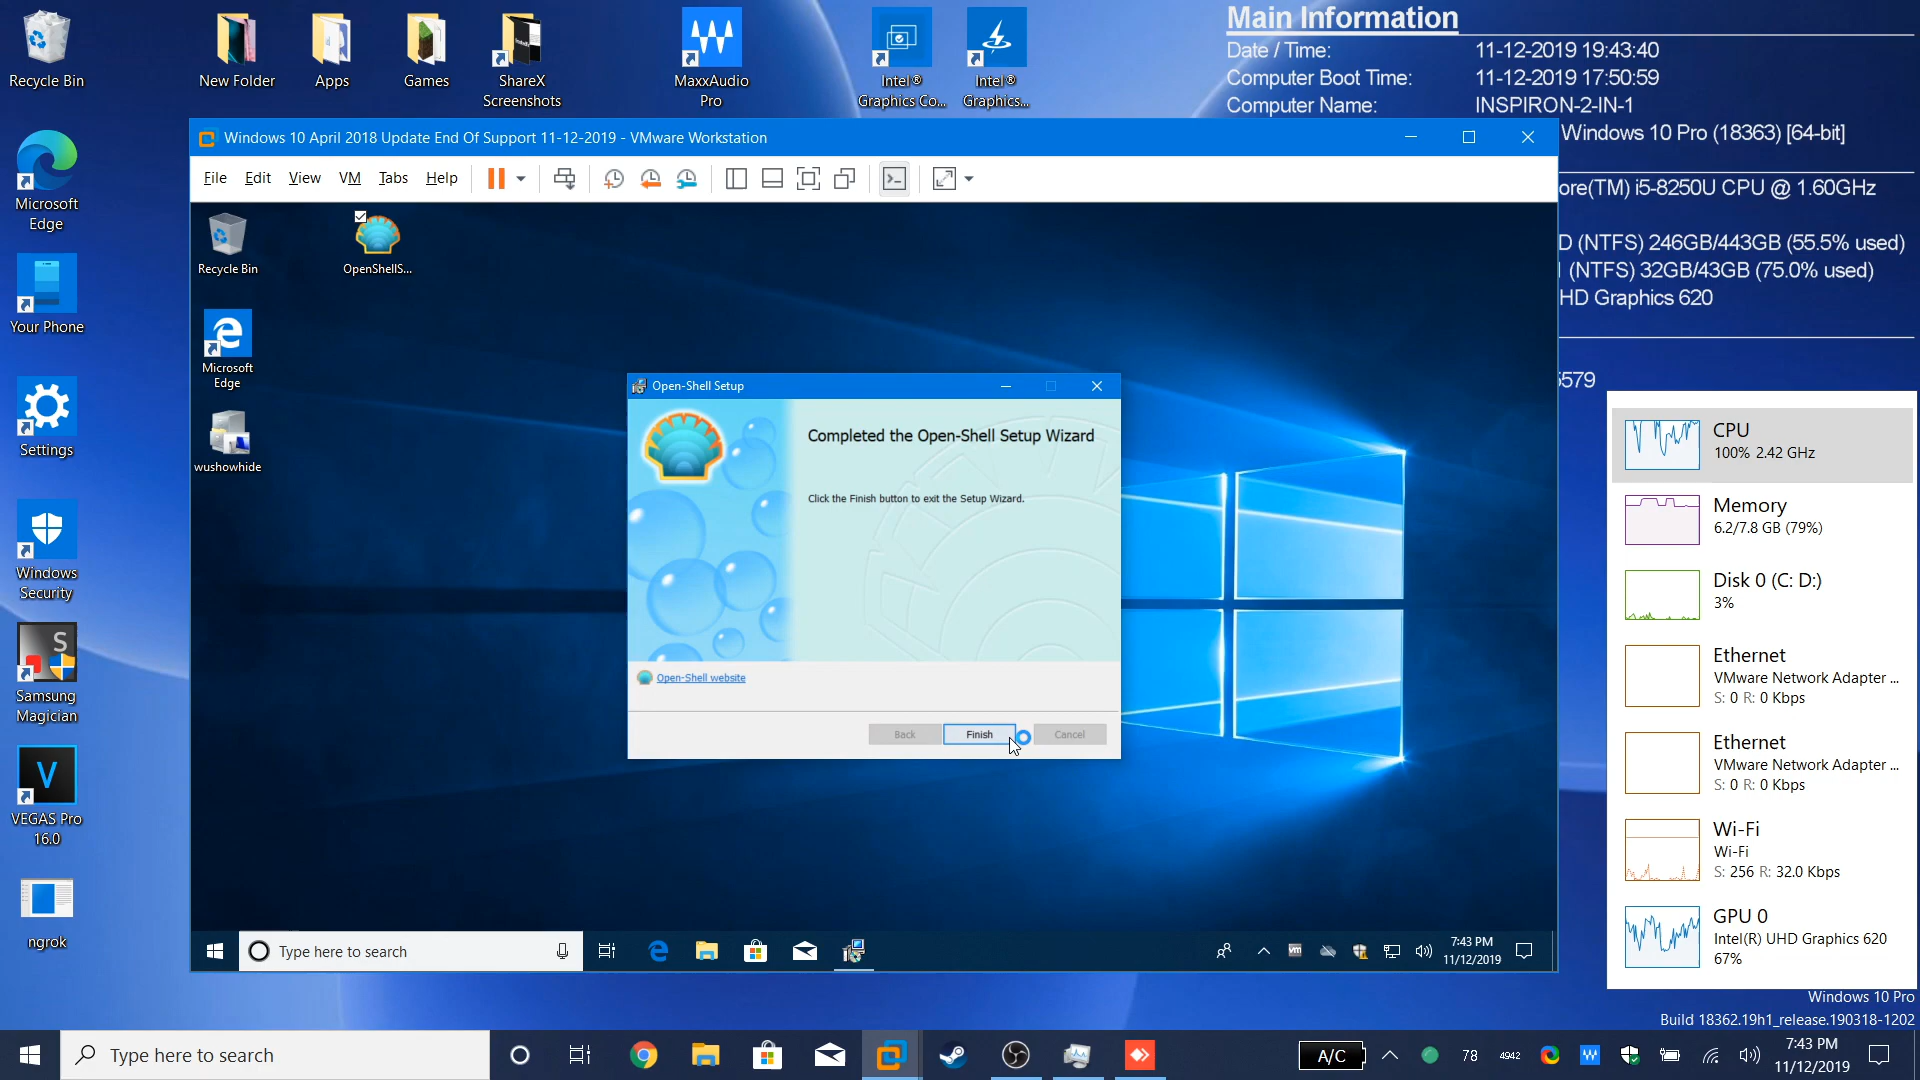 Recycle Bin
New Folder
Apps
Games
ShareX
Screenshots
MaxxAudio
Pro
Intel®
Graphics Co...
Intel®
Graphics...
Main Information
Date / Time: 11-12-2019 19:43:40
Computer Boot Time: 11-12-2019 17:50:59
Computer Name: INSPIRON-2-IN-1
Windows 10 Pro (18363) [64-bit]
ore(TM) i5-8250U CPU @ 1.60GHz
D (NTFS) 246GB/443GB (55.5% used)
(NTFS) 32GB/43GB (75.0% used)
HD Graphics 620
5579
Microsoft
Edge
Your Phone
Settings
Windows
Security
S
Samsung
Magician
V
VEGAS Pro
16.0
ngrok
Windows 10 April 2018 Update End Of Support 11-12-2019 - VMware Workstation
File Edit View VM Tabs Help
Recycle Bin
OpenShellS...
Microsoft
Edge
wushowhide
Open-Shell Setup
Completed the Open-Shell Setup Wizard
Click the Finish button to exit the Setup Wizard.
Open-Shell website
Back Finish Cancel
Type here to search
vm
7:43 PM
11/12/2019
CPU
100% 2.42 GHz
Memory
6.2/7.8 GB (79%)
Disk 0 (C: D:)
3%
Ethernet
VMware Network Adapter ...
S: 0 R: 0 Kbps
Ethernet
VMware Network Adapter ...
S: 0 R: 0 Kbps
Wi-Fi
Wi-Fi
S: 256 R: 32.0 Kbps
GPU 0
Intel(R) UHD Graphics 620
67%
Windows 10 Pro
Build 18362.19h1_release.190318-1202
Type here to search
A/C
78
4942
7:43 PM
11/12/2019